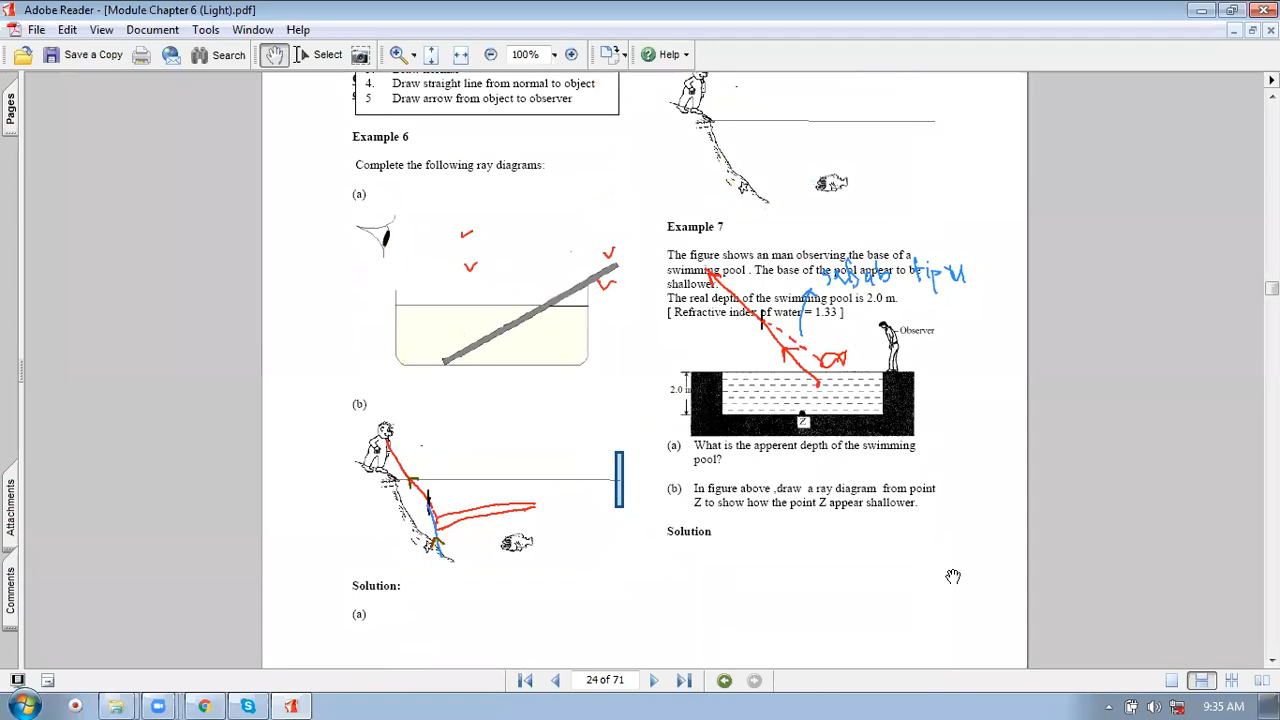 Adobe Reader - [Module Chapter 6 (Light).pdf]
File Edit View Document Tools Window Help
Save a Copy Search Select 100% Help
Pages
Attachments
Comments
4. Draw straight line from normal to object
5 Draw arrow from object to observer
Example 6
Complete the following ray diagrams:
(a)
(b)
Solution:
(a)
Example 7
The figure shows an man observing the base of a
swimming pool . The base of the pool appear to be
shallower.
The real depth of the swimming pool is 2.0 m.
[ Refractive index of water = 1.33 ]
Observer
2.0 m
Z
(a) What is the apperent depth of the swimming
pool?
(b) In figure above ,draw a ray diagram from point
Z to show how the point Z appear shallower.
Solution
24 of 71
9:35 AM